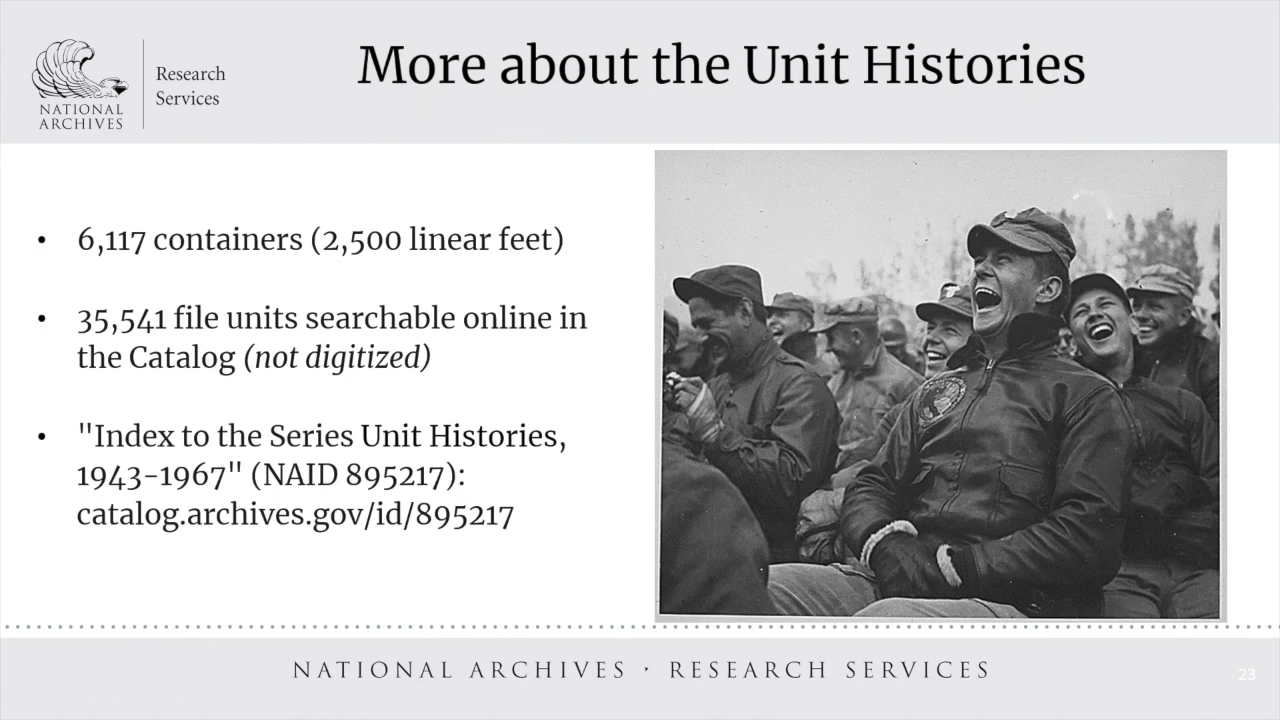 NATIONAL
ARCHIVES
Research
Services
More about the Unit Histories
• 6,117 containers (2,500 linear feet)
• 35,541 file units searchable online in
the Catalog (not digitized)
• "Index to the Series Unit Histories,
1943-1967" (NAID 895217):
catalog.archives.gov/id/895217
NATIONAL ARCHIVES · RESEARCH SERVICES
23